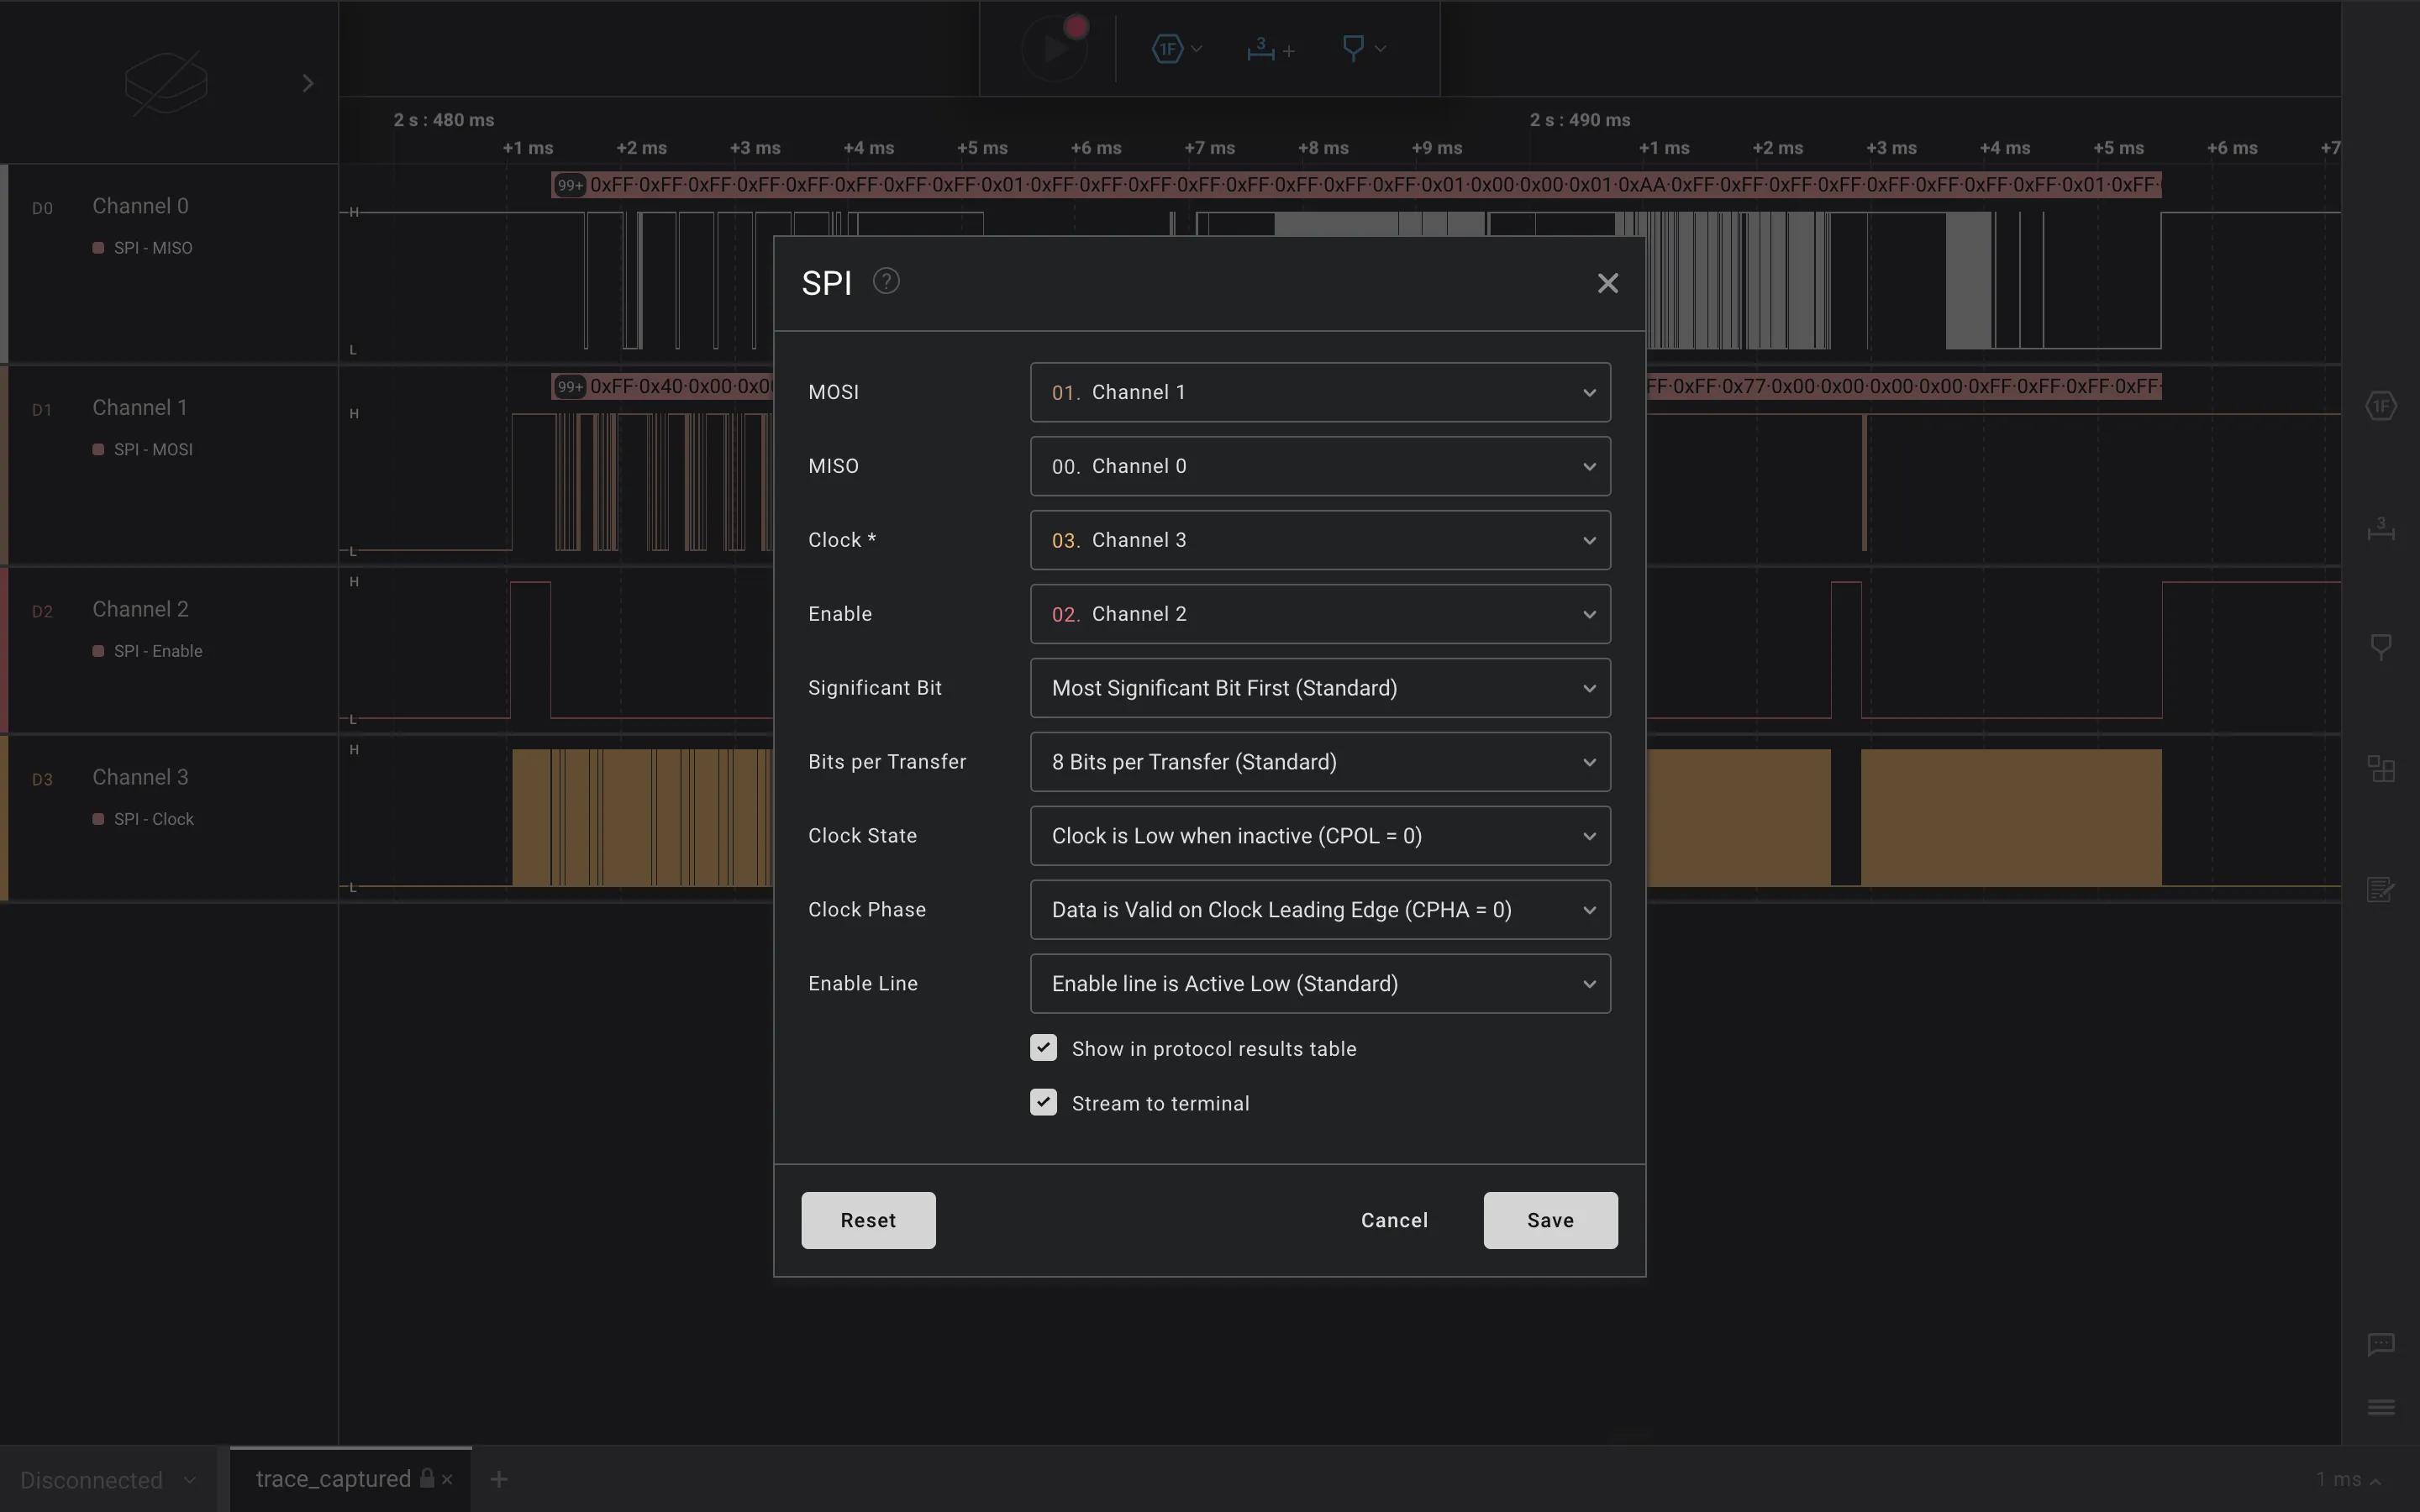 1F
3
2 s : 480 ms
2 s : 490 ms
+1 ms +2 ms +3 ms +4 ms +5 ms +6 ms +7 ms +8 ms +9 ms +1 ms +2 ms +3 ms +4 ms +5 ms +6 ms +7
99+ 0xFF·0xFF·0xFF·0xFF·0xFF·0xFF·0xFF·0xFF·0x01·0xFF·0xFF·0xFF·0xFF·0xFF·0xFF·0xFF·0x01·0x00·0x00·0x01·0xAA·0xFF·0xFF·0xFF·0xFF·0xFF·0xFF·0xFF·0xFF·0x01·0xFF·
D0
Channel 0
H
SPI - MISO
L
99+ 0xFF·0x40·0x00·0x0
FF·0xFF·0x77·0x00·0x00·0x00·0x00·0xFF·0xFF·0xFF·0xFF·
D1
Channel 1
H
SPI - MOSI
L
H
D2
Channel 2
SPI - Enable
L
H
D3
Channel 3
SPI - Clock
L
SPI ?
MOSI
01. Channel 1
MISO
00. Channel 0
Clock *
03. Channel 3
Enable
02. Channel 2
Significant Bit
Most Significant Bit First (Standard)
Bits per Transfer
8 Bits per Transfer (Standard)
Clock State
Clock is Low when inactive (CPOL = 0)
Clock Phase
Data is Valid on Clock Leading Edge (CPHA = 0)
Enable Line
Enable line is Active Low (Standard)
Show in protocol results table
Stream to terminal
Reset
Cancel
Save
1F
3
Disconnected
trace_captured
1 ms